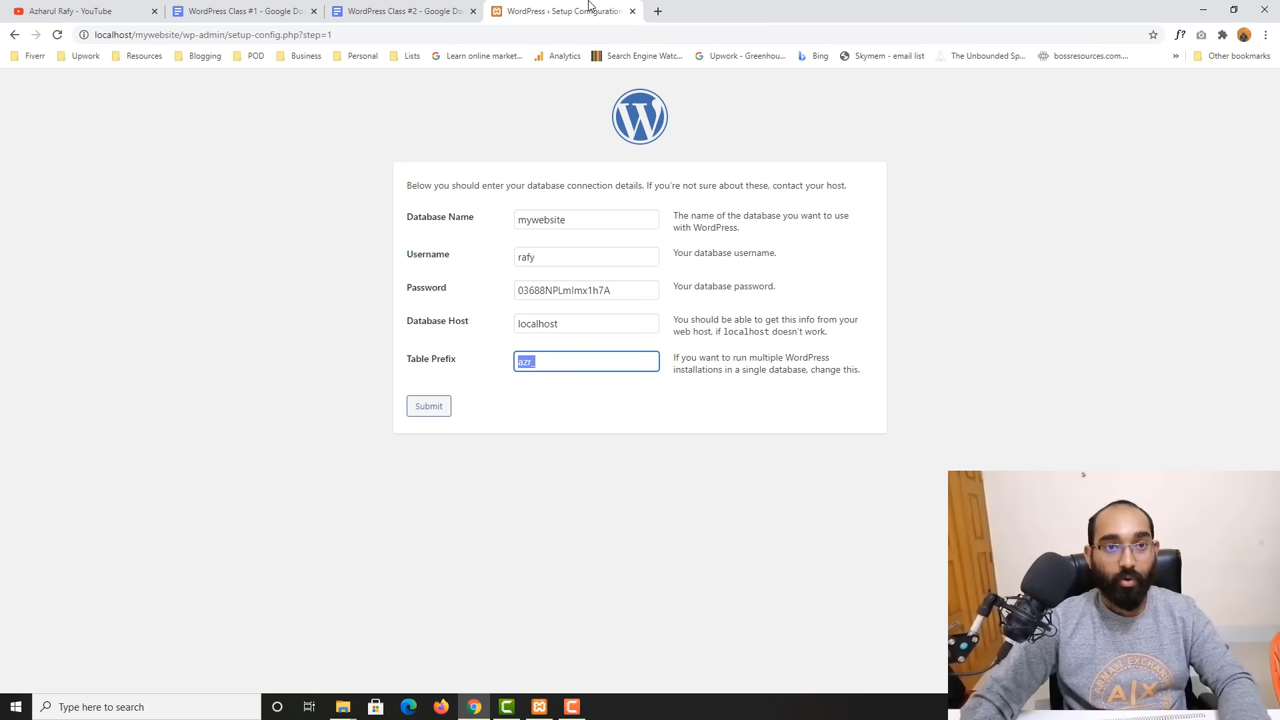 Azharul Rafy - YouTube
WordPress Class #1 - Google Do
WordPress Class #2 - Google Do
WordPress › Setup Configuration
localhost/mywebsite/wp-admin/setup-config.php?step=1
f?
Fiverr
Upwork
Resources
Blogging
POD
Business
Personal
Lists
Learn online market...
Analytics
Search Engine Watc...
Upwork - Greenhou...
Bing
Skymem - email list
The Unbounded Sp...
bossresources.com...
»
Other bookmarks
Below you should enter your database connection details. If you're not sure about these, contact your host.
Database Name
mywebsite
The name of the database you want to use
with WordPress.
Username
rafy
Your database username.
Password
03688NPLmImx1h7A
Your database password.
Database Host
localhost
You should be able to get this info from your
web host, if localhost doesn't work.
Table Prefix
azr_
If you want to run multiple WordPress
installations in a single database, change this.
Submit
ARMANI EXCHANGE
A|X
Type here to search